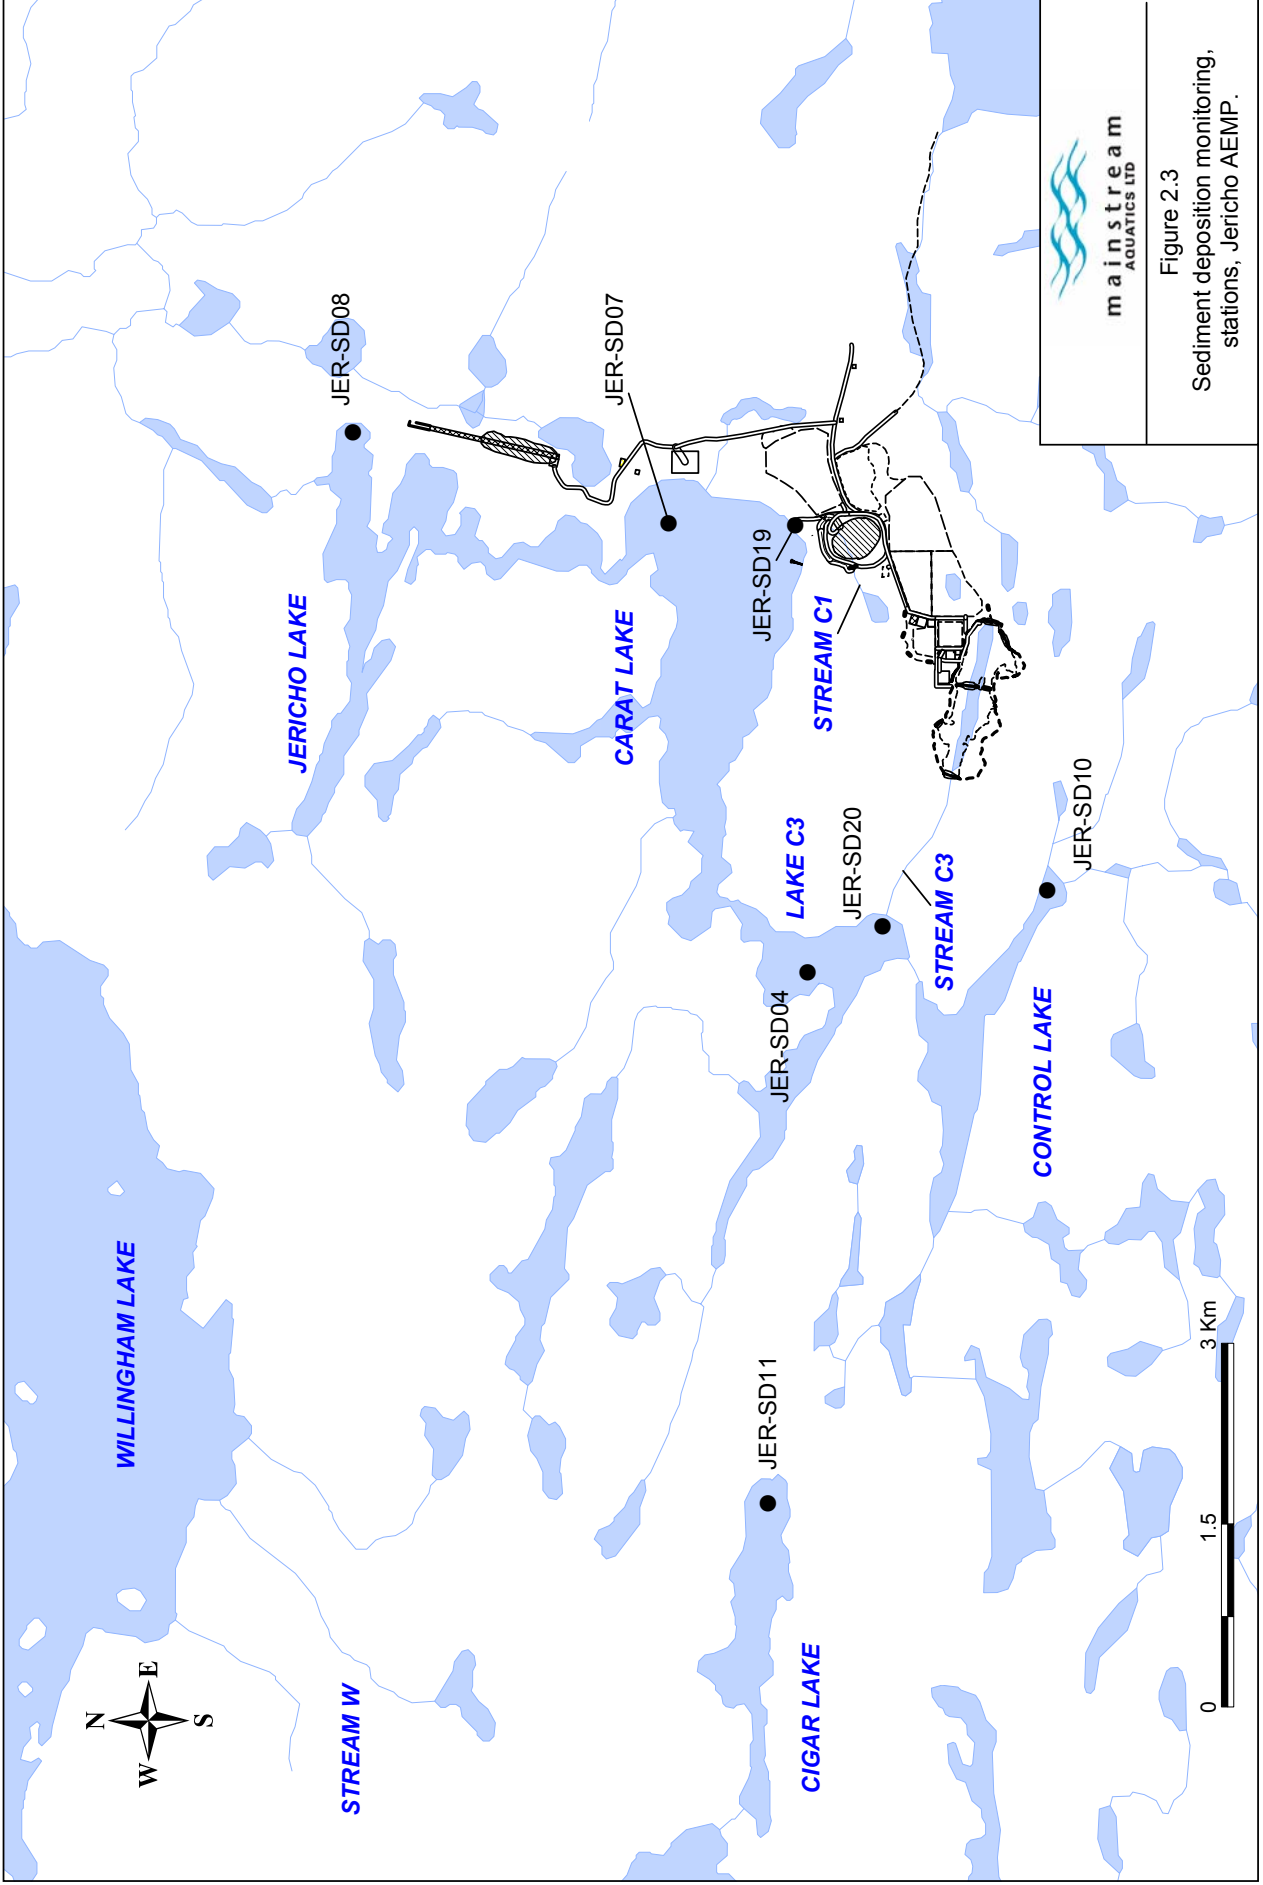 WILLINGHAM LAKE
N
W
E
S
STREAM W
JERICHO LAKE
JER-SD08
CARAT LAKE
JER-SD07
JER-SD11
CIGAR LAKE
JER-SD04
LAKE C3
JER-SD19
STREAM C1
JER-SD20
STREAM C3
CONTROL LAKE
JER-SD10
0
1.5
3 Km
mainstream
AQUATICS LTD
Figure 2.3
Sediment deposition monitoring,
stations, Jericho AEMP.